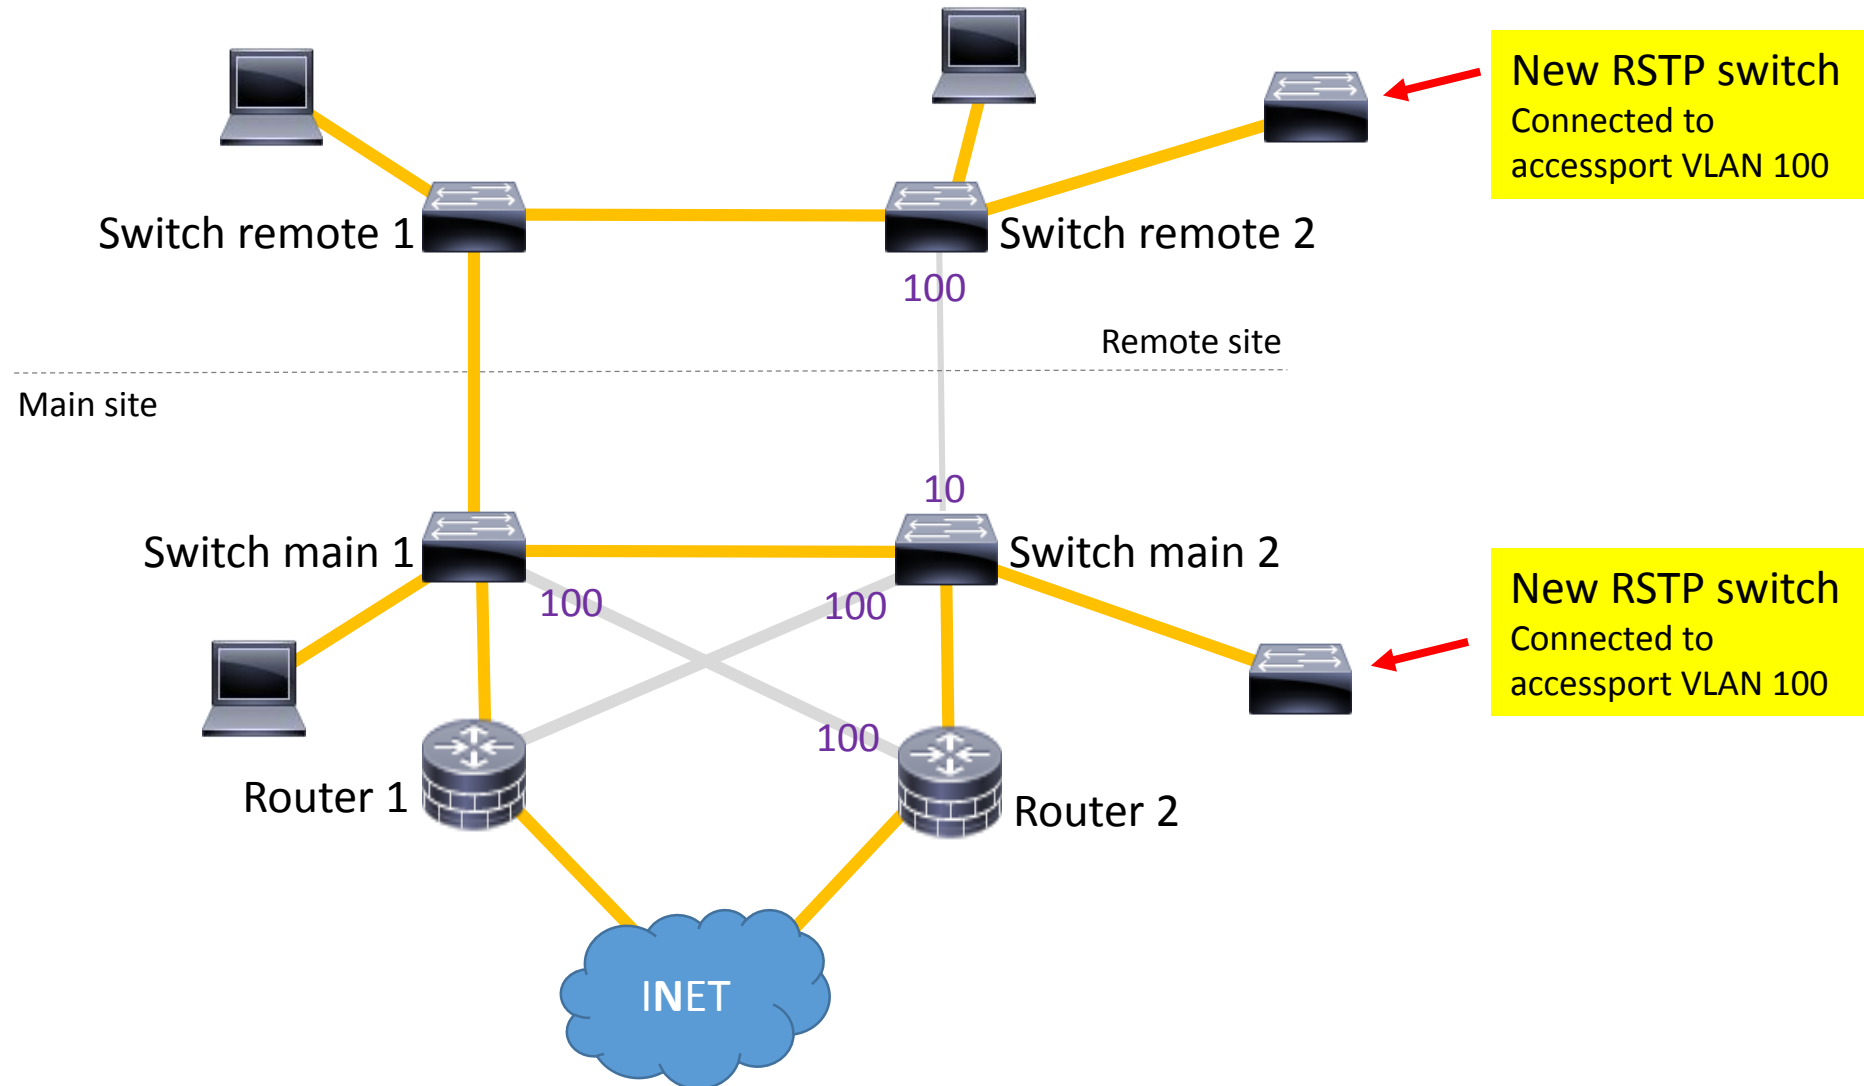 New RSTP switch
Connected to
accessport VLAN 100
Switch remote 1
Switch remote 2
100
Remote site
Main site
10
Switch main 1
Switch main 2
100
100
New RSTP switch
Connected to
accessport VLAN 100
100
Router 1
Router 2
INET